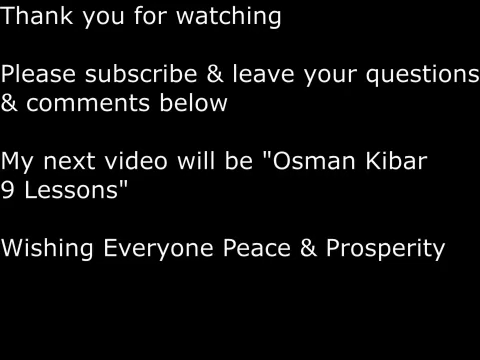 Thank you for watching
Please subscribe & leave your questions
& comments below
My next video will be "Osman Kibar
9 Lessons"
Wishing Everyone Peace & Prosperity